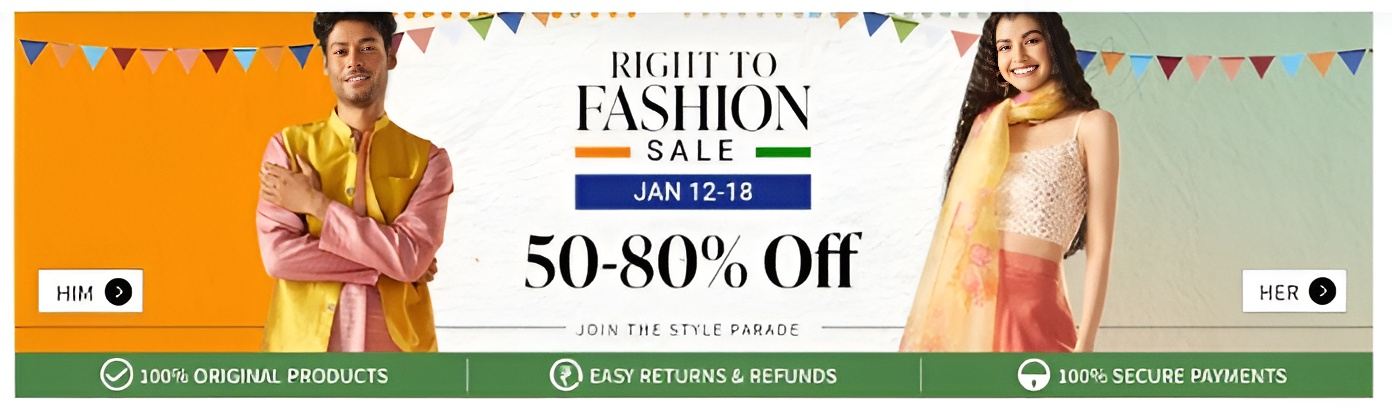 RIGHT TO
FASHION
SALE
JAN 12-18
50-80% Off
HIM
HER
JOIN THE STYLE PARADE
100% ORIGINAL PRODUCTS
EASY RETURNS & REFUNDS
100% SECURE PAYMENTS